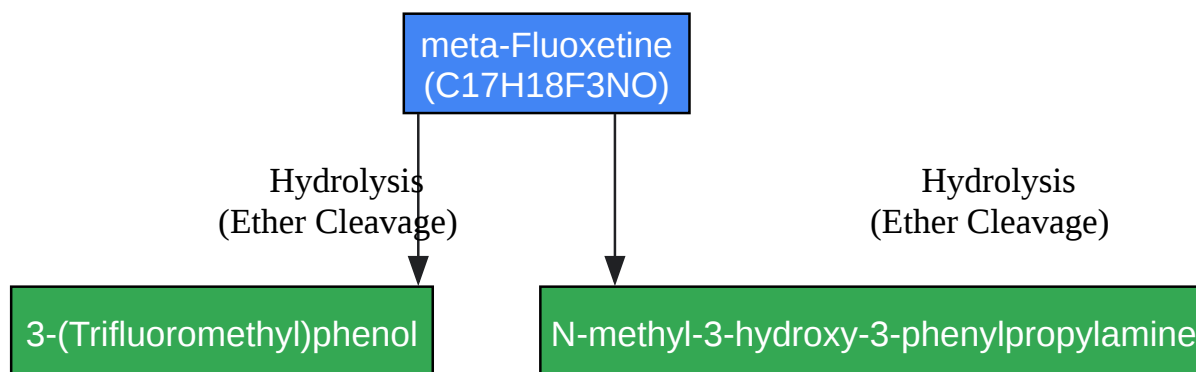 meta-Fluoxetine
(C17H18F3NO)
Hydrolysis
(Ether Cleavage)
Hydrolysis
(Ether Cleavage)
3-(Trifluoromethyl)phenol
N-methyl-3-hydroxy-3-phenylpropylamine